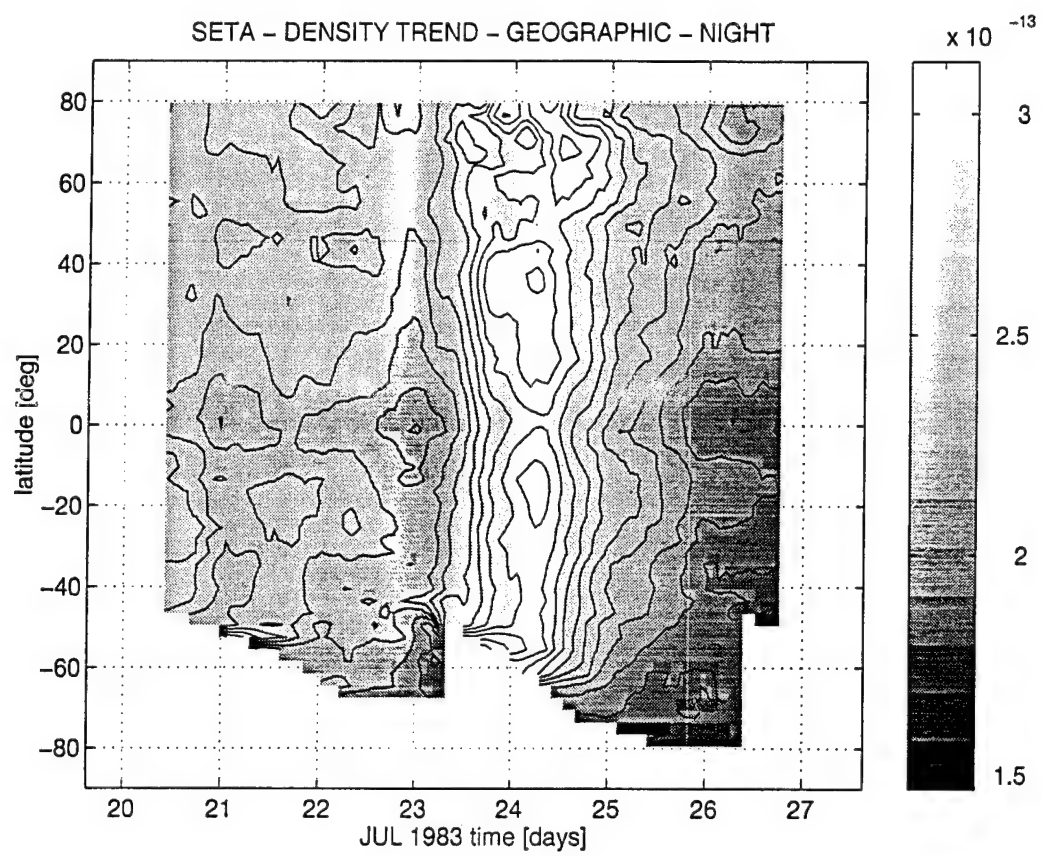 SETA – DENSITY TREND – GEOGRAPHIC – NIGHT
x 10 −13
80
60
40
20
0
−20
−40
−60
−80
latitude [deg]
20 21 22 23 24 25 26 27
JUL 1983 time [days]
3
2.5
2
1.5